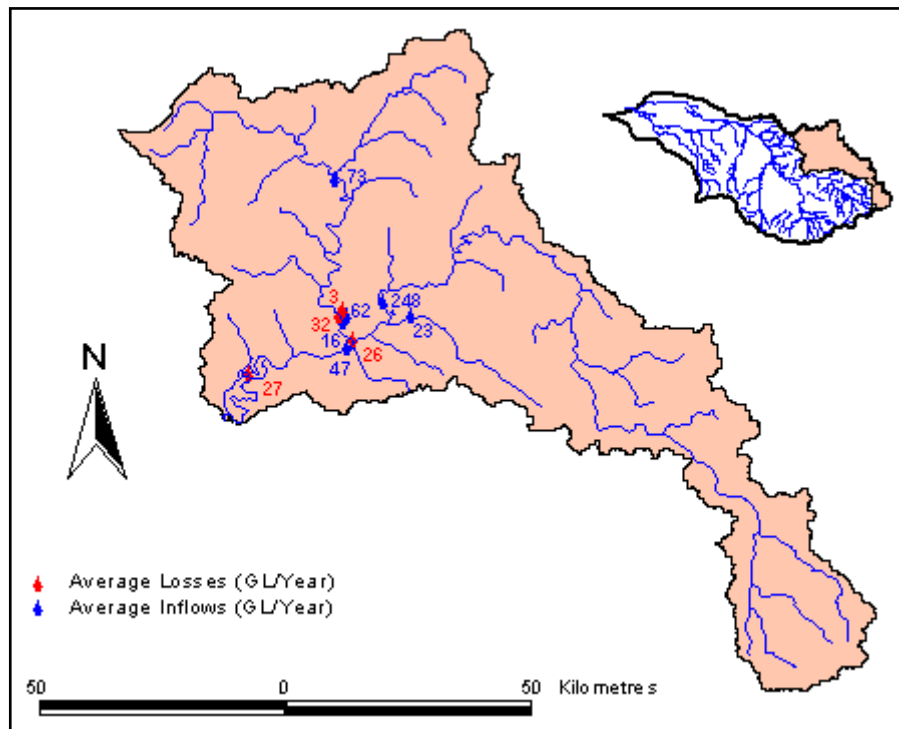 73
3
62
248
32
23
16
26
47
27
N
Average Losses (GL/Year)
Average Inflows (GL/Year)
50 0 50 Kilometres